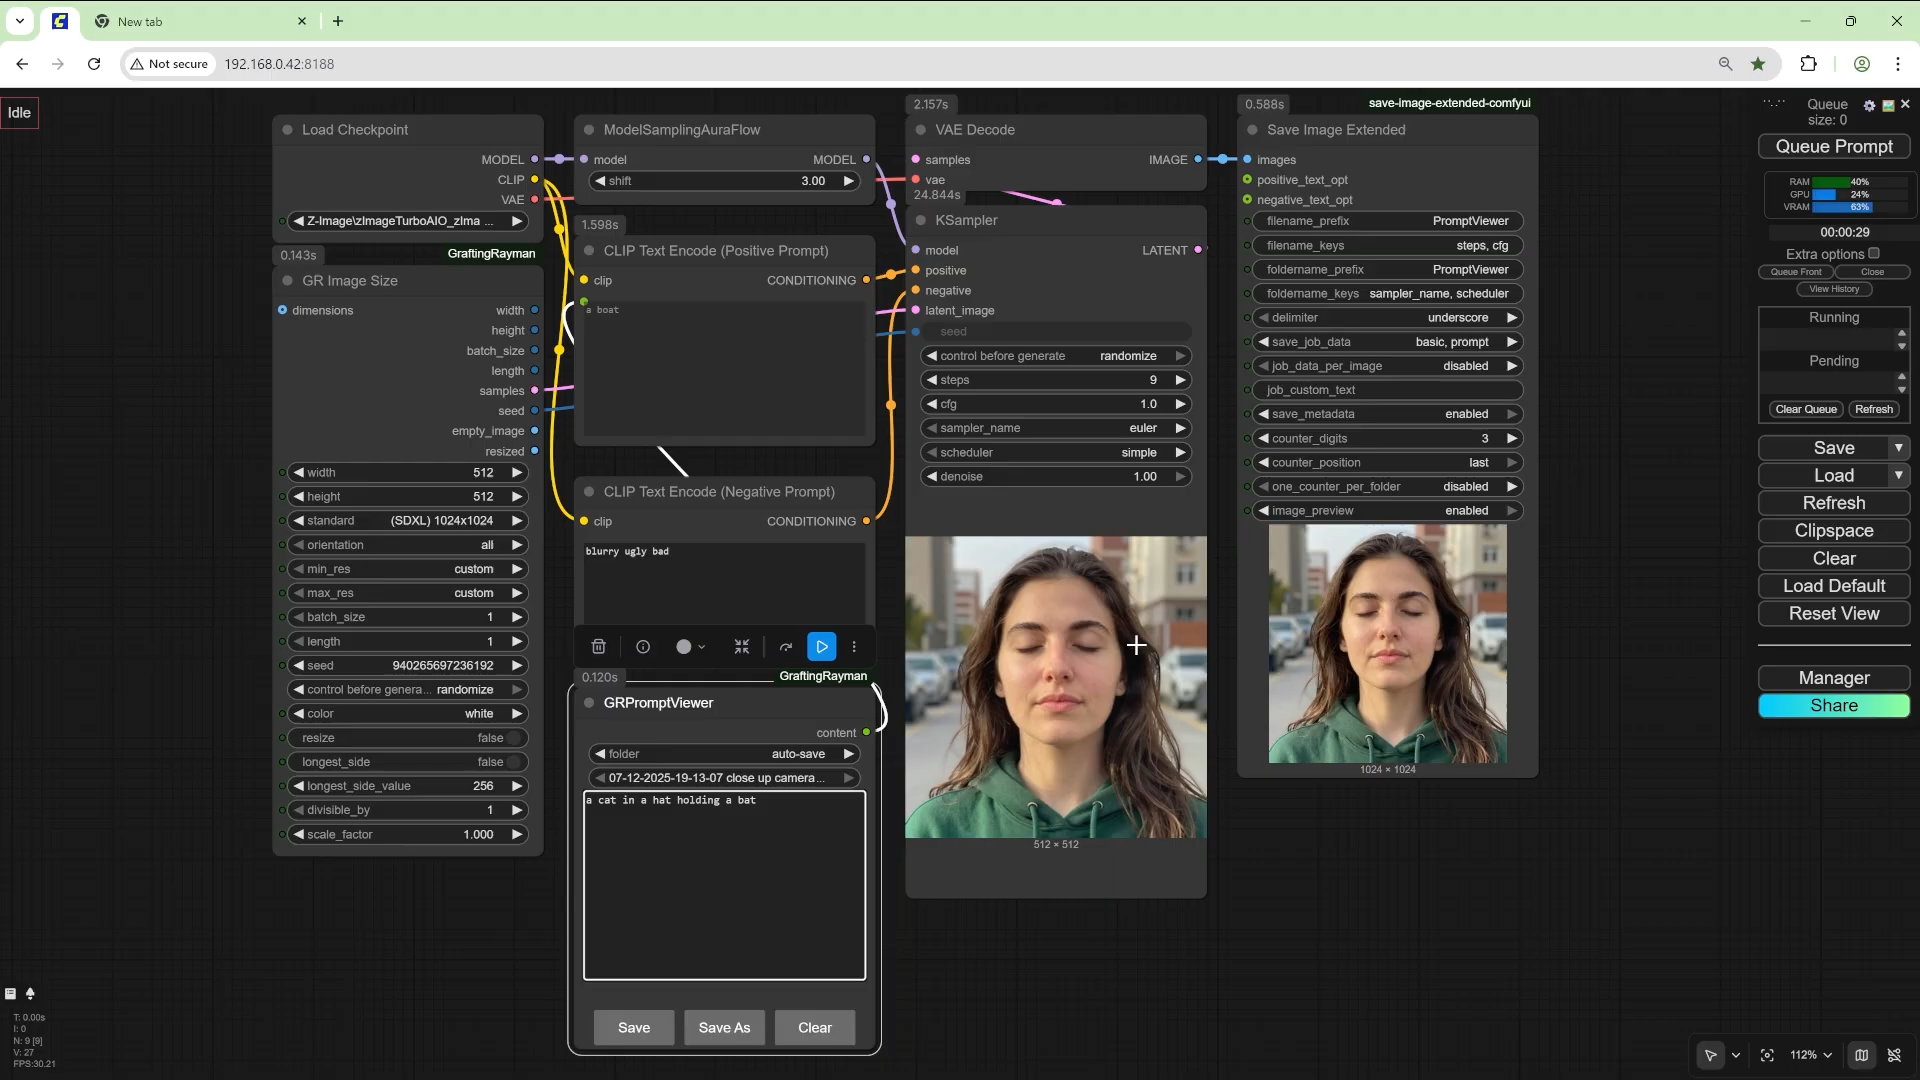 New tab
Not secure
192.168.0.42:8188
Idle
Load Checkpoint
MODEL
CLIP
VAE
Z-Image\zImageTurboAIO_zIma ...
0.143s
GraftingRayman
GR Image Size
dimensions
width
height
batch_size
length
samples
seed
empty_image
resized
width 512
height 512
standard (SDXL) 1024x1024
orientation all
min_res custom
max_res custom
batch_size 1
length 1
seed 940265697236192
control before genera... randomize
color white
resize false
longest_side false
longest_side_value 256
divisible_by 1
scale_factor 1.000
ModelSamplingAuraFlow
model MODEL
shift 3.00
1.598s
CLIP Text Encode (Positive Prompt)
clip CONDITIONING
a boat
CLIP Text Encode (Negative Prompt)
clip CONDITIONING
blurry ugly bad
0.120s
GraftingRayman
GRPromptViewer
content
folder auto-save
07-12-2025-19-13-07 close up camera...
a cat in a hat holding a bat
Save
Save As
Clear
2.157s
VAE Decode
samples IMAGE
vae
24.844s
KSampler
model LATENT
positive
negative
latent_image
seed
control before generate randomize
steps 9
cfg 1.0
sampler_name euler
scheduler simple
denoise 1.00
512 × 512
0.588s
save-image-extended-comfyui
Save Image Extended
images
positive_text_opt
negative_text_opt
filename_prefix PromptViewer
filename_keys steps, cfg
foldername_prefix PromptViewer
foldername_keys sampler_name, scheduler
delimiter underscore
save_job_data basic, prompt
job_data_per_image disabled
job_custom_text
save_metadata enabled
counter_digits 3
counter_position last
one_counter_per_folder disabled
image_preview enabled
1024 × 1024
Queue
size: 0
Queue Prompt
RAM 40%
GPU 24%
VRAM 63%
00:00:29
Extra options
Queue Front
Close
View History
Running
Pending
Clear Queue
Refresh
Save
Load
Refresh
Clipspace
Clear
Load Default
Reset View
Manager
Share
T: 0.00s
I: 0
N: 9 [9]
V: 27
FPS:30.21
112%